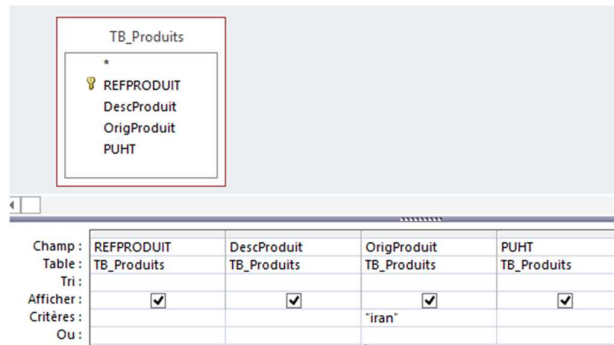 TB_Produits
*
REFPRODUIT
DescProduit
OrigProduit
PUHT
Champ : REFPRODUIT DescProduit OrigProduit PUHT
Table : TB_Produits TB_Produits TB_Produits TB_Produits
Tri :
Afficher :
Critères : "iran"
Ou :